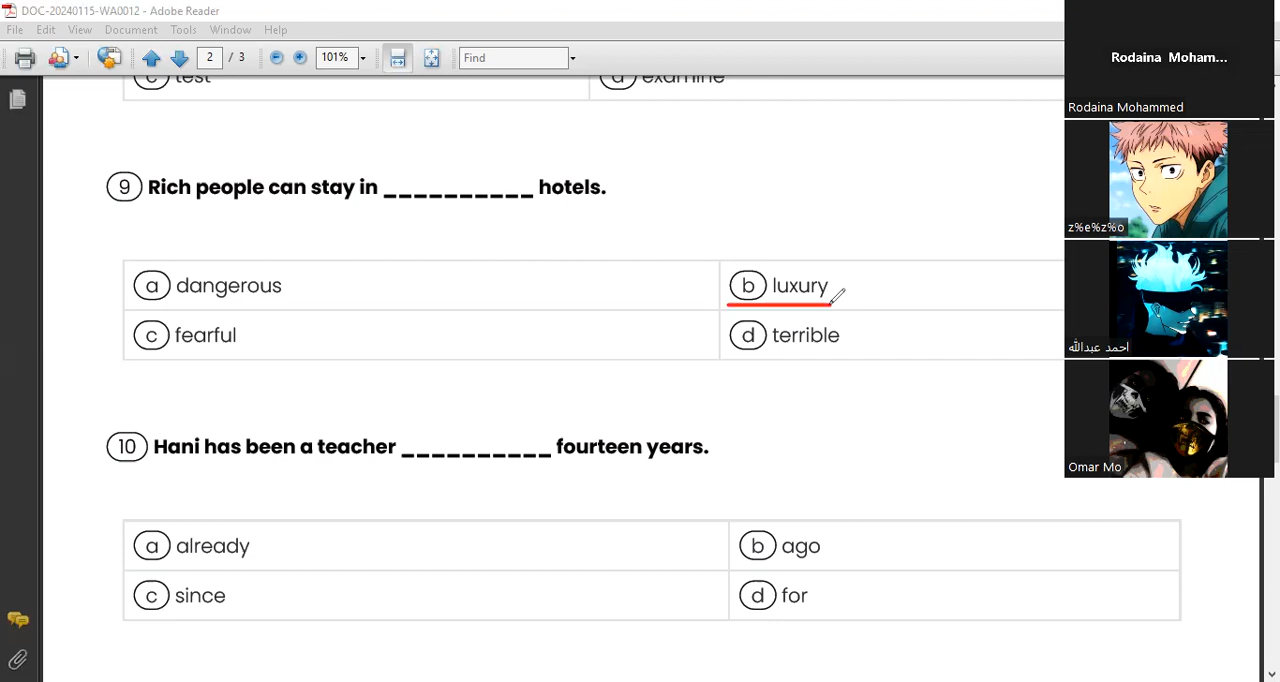 DOC-20240115-WA0012 - Adobe Reader
File Edit View Document Tools Window Help
2 / 3 101% Find
c test
d examine
9 Rich people can stay in __________ hotels.
a dangerous
b luxury
c fearful
d terrible
10 Hani has been a teacher __________ fourteen years.
a already
b ago
c since
d for
Rodaina Moham...
Rodaina Mohammed
z%e%z%o
احمد عبدالله
Omar Mo